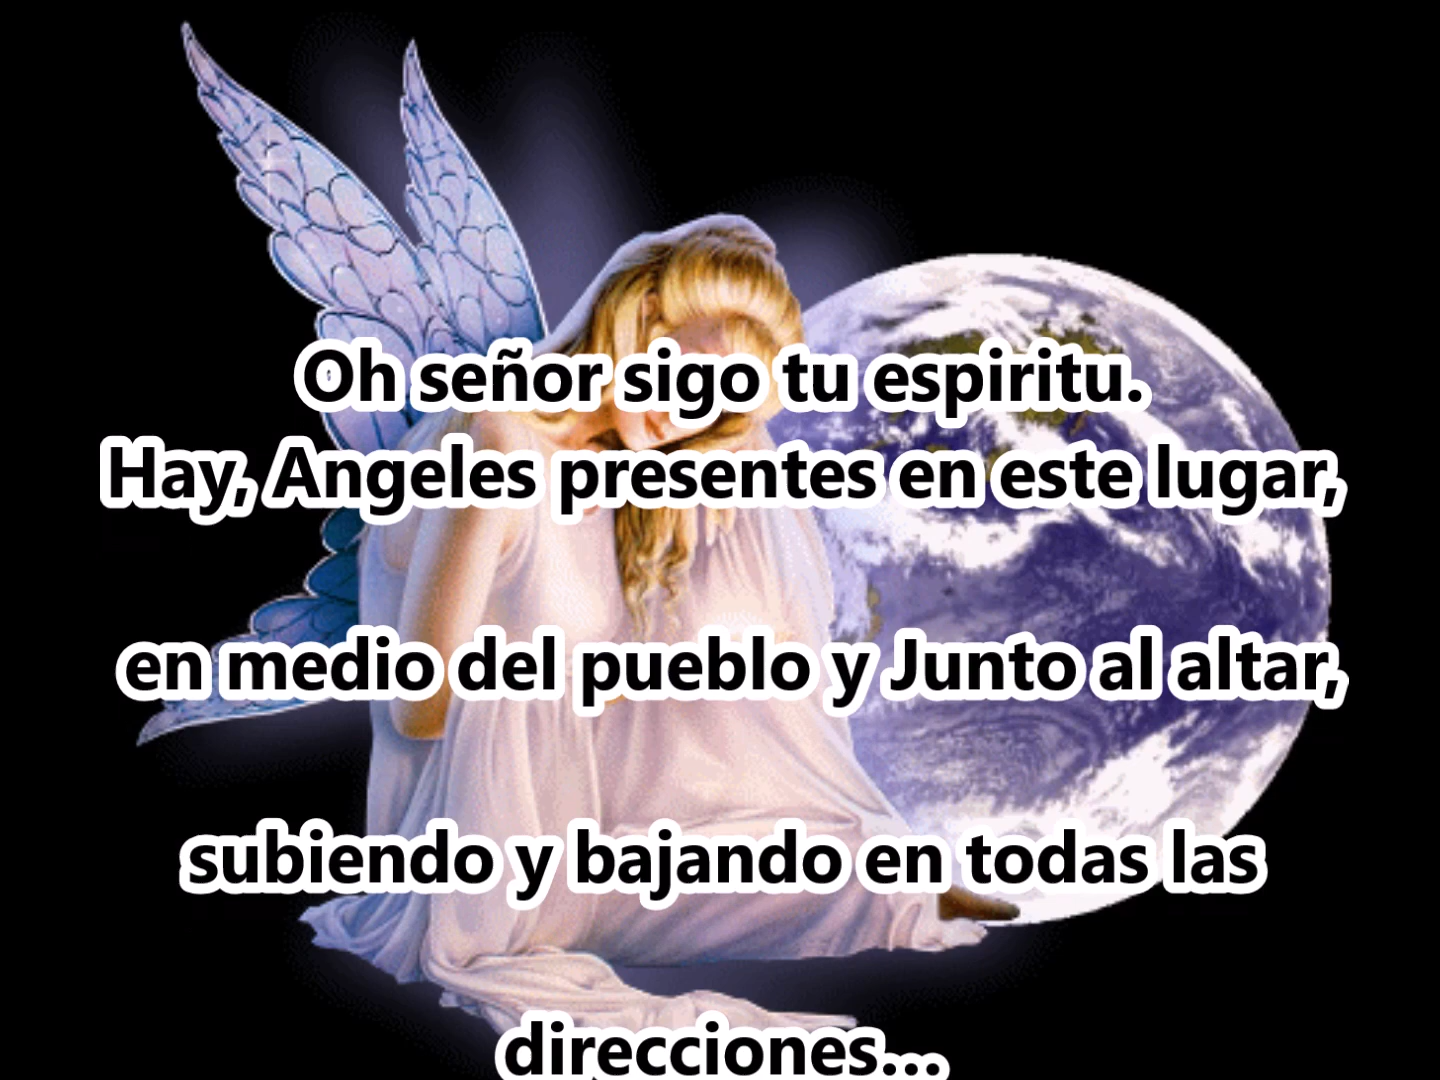 Oh señor sigo tu espiritu.
Hay, Angeles presentes en este lugar,
en medio del pueblo y Junto al altar,
subiendo y bajando en todas las
direcciones...